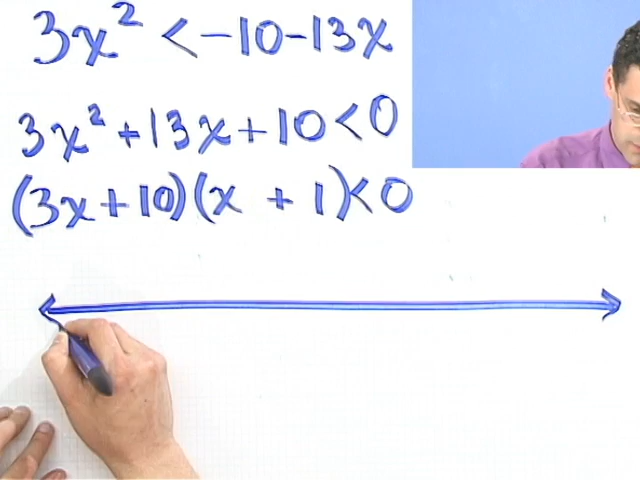 3x² < -10-13x
3x²+13x+10<0
(3x+10)(x + 1)<0